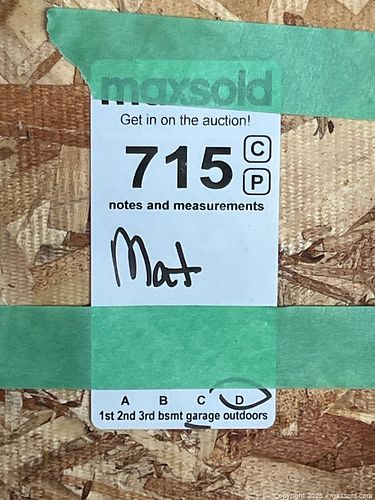 maxsold
Get in on the auction!
715 C
P
notes and measurements
Mat
A B C D
1st 2nd 3rd bsmt garage outdoors
Copyright 2025 - maxsold.com